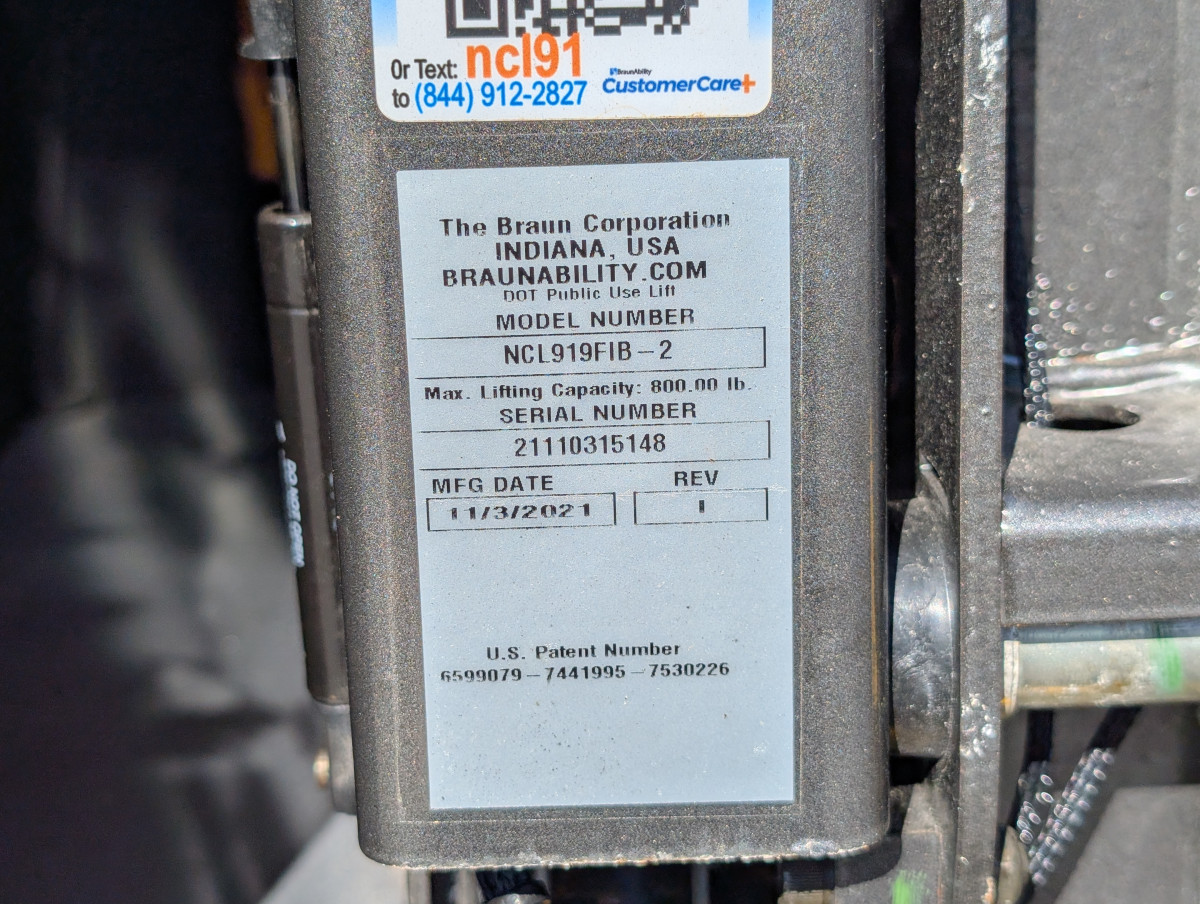 Or Text: ncl91
to (844) 912-2827
BraunAbility
CustomerCare+
The Braun Corporation
INDIANA, USA
BRAUNABILITY.COM
DOT Public Use Lift
MODEL NUMBER
NCL919FIB-2
Max. Lifting Capacity: 800.00 lb.
SERIAL NUMBER
21110315148
MFG DATE REV
11/3/2021 I
U.S. Patent Number
6599079-7441995-7530226